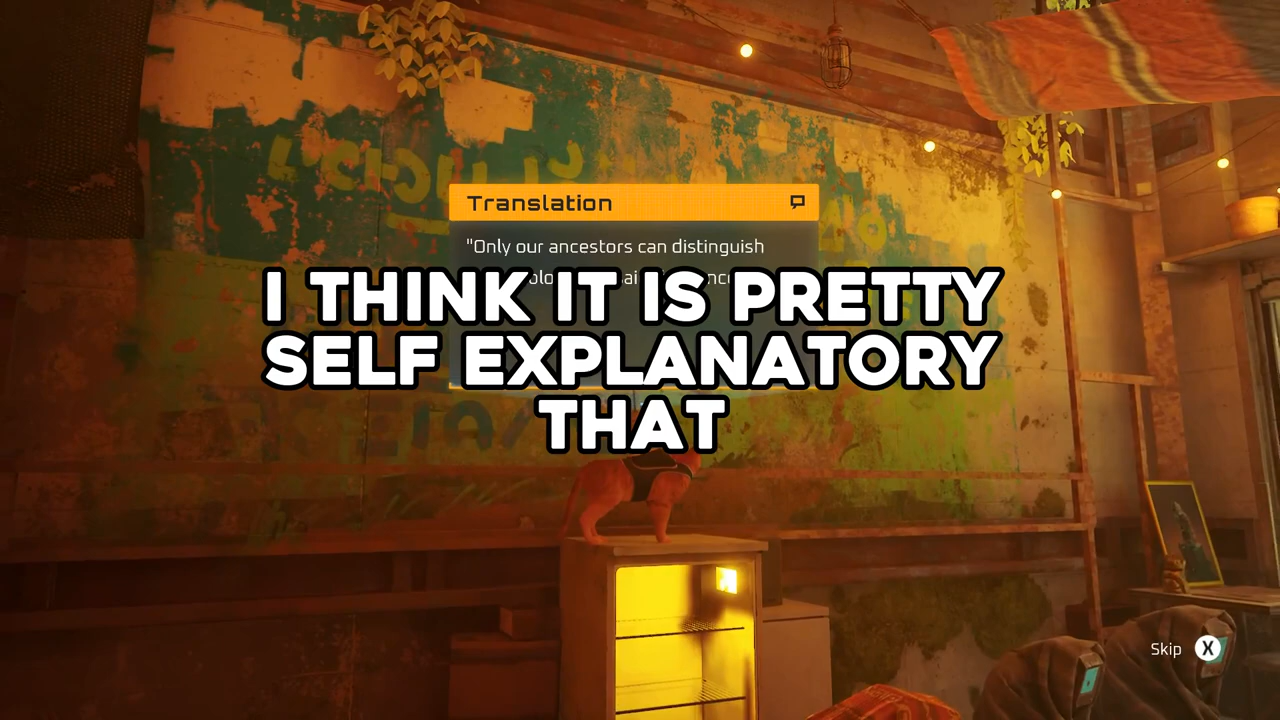 Translation
"Only our ancestors can distinguish
I THINK IT IS PRETTY
SELF EXPLANATORY
THAT
Skip X